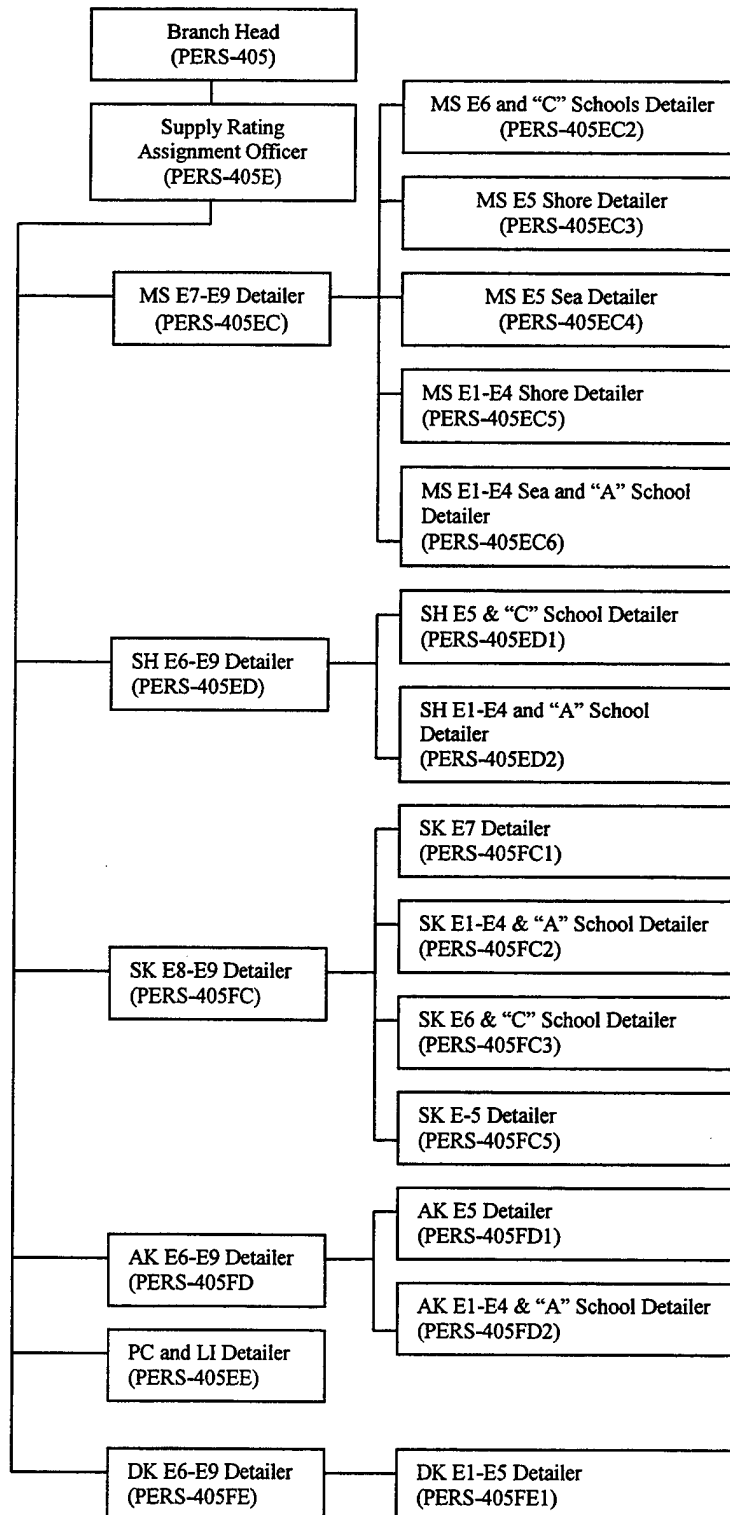 Branch Head
(PERS-405)
Supply Rating
Assignment Officer
(PERS-405E)
MS E7-E9 Detailer
(PERS-405EC)
MS E6 and “C” Schools Detailer
(PERS-405EC2)
MS E5 Shore Detailer
(PERS-405EC3)
MS E5 Sea Detailer
(PERS-405EC4)
MS E1-E4 Shore Detailer
(PERS-405EC5)
MS E1-E4 Sea and “A” School
Detailer
(PERS-405EC6)
SH E6-E9 Detailer
(PERS-405ED)
SH E5 & “C” School Detailer
(PERS-405ED1)
SH E1-E4 and “A” School
Detailer
(PERS-405ED2)
SK E8-E9 Detailer
(PERS-405FC)
SK E7 Detailer
(PERS-405FC1)
SK E1-E4 & “A” School Detailer
(PERS-405FC2)
SK E6 & “C” School Detailer
(PERS-405FC3)
SK E-5 Detailer
(PERS-405FC5)
AK E6-E9 Detailer
(PERS-405FD
AK E5 Detailer
(PERS-405FD1)
AK E1-E4 & “A” School Detailer
(PERS-405FD2)
PC and LI Detailer
(PERS-405EE)
DK E6-E9 Detailer
(PERS-405FE)
DK E1-E5 Detailer
(PERS-405FE1)